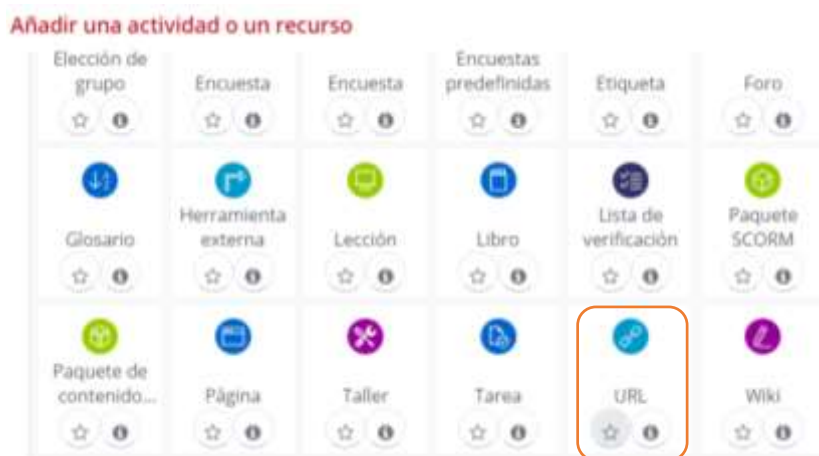 Añadir una actividad o un recurso
Elección de
grupo
Encuesta
Encuesta
Encuestas
predefinidas
Etiqueta
Foro
Glosario
Herramienta
externa
Lección
Libro
Lista de
verificación
Paquete
SCORM
Paquete de
contenido...
Página
Taller
Tarea
URL
Wiki